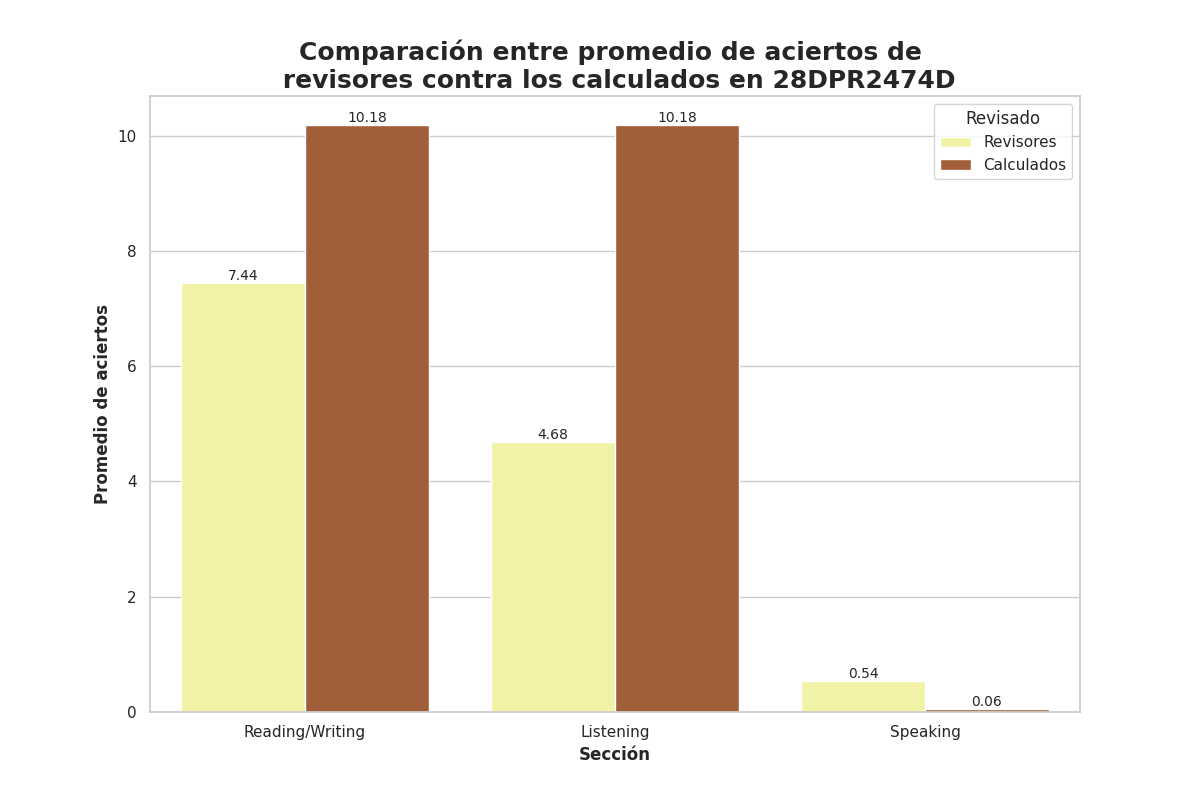 Comparación entre promedio de aciertos de
revisores contra los calculados en 28DPR2474D
Revisado
Revisores
Calculados
Promedio de aciertos
10
8
6
4
2
0
7.44
10.18
4.68
10.18
0.54
0.06
Reading/Writing
Listening
Speaking
Sección